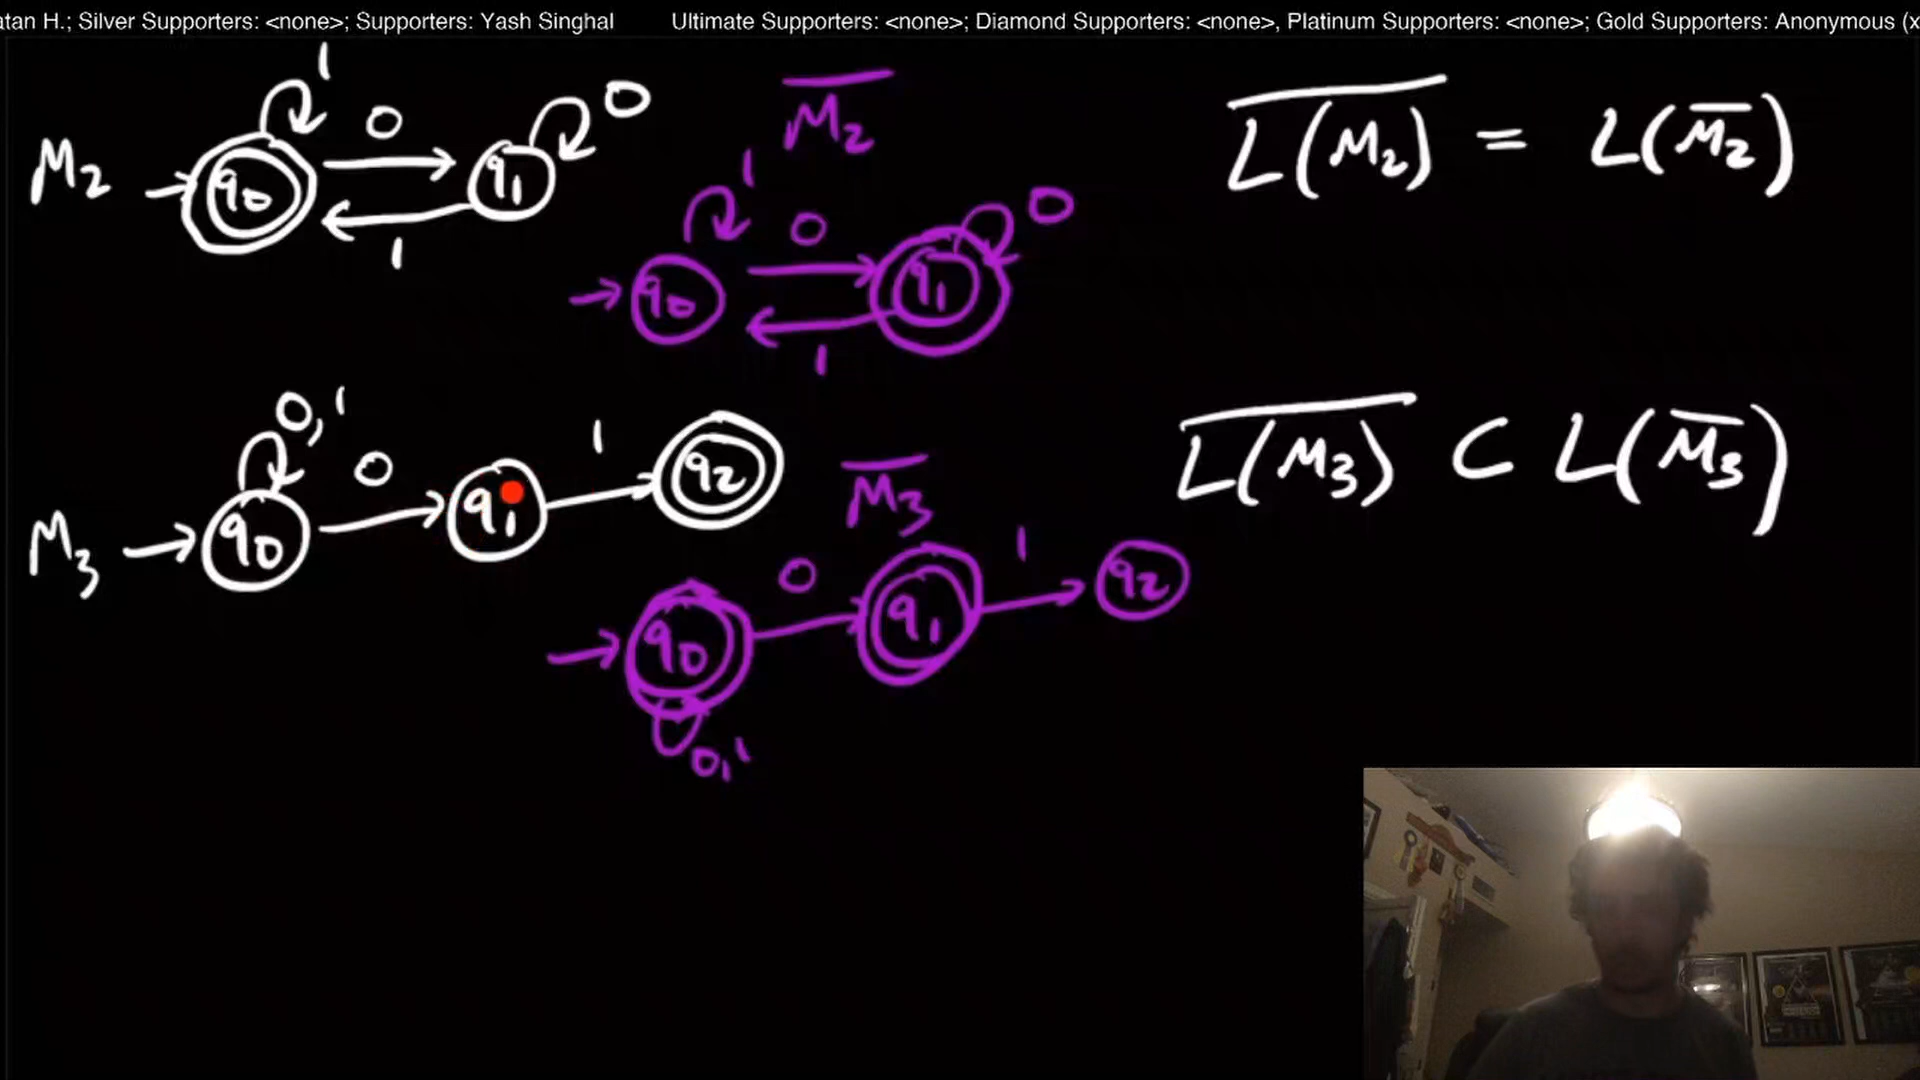 atan H.; Silver Supporters: <none>; Supporters: Yash Singhal Ultimate Supporters: <none>; Diamond Supporters: <none>, Platinum Supporters: <none>; Gold Supporters: Anonymous (x
M₂ q₀ 1 0 1 q₁ 0
M̅₂
q₀ 1 0 1 q₁ 0
\overline{L(M₂)} = L(M̅₂)
M₃ q₀ 0,1 0 q₁ 1 q₂
M̅₃
q₀ 0,1 0 q₁ 1 q₂
\overline{L(M₃)} ⊂ L(M̅₃)